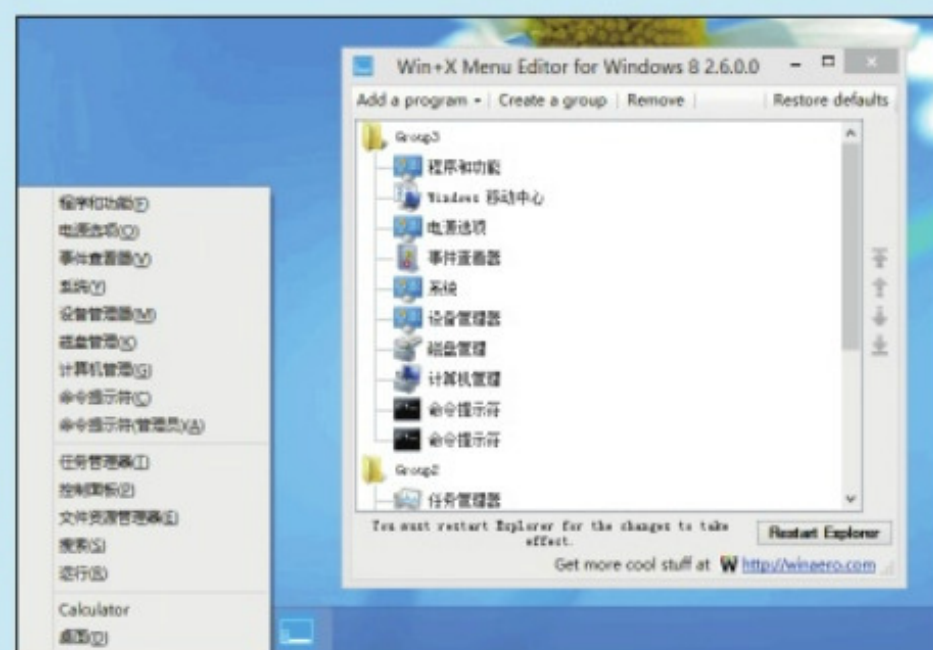 Win+X Menu Editor for Windows 8 2.6.0.0
Add a program Create a group Remove Restore defaults
Group3
程序和功能
Windows 移动中心
电源选项
事件查看器
系统
设备管理器
磁盘管理
计算机管理
命令提示符
命令提示符
Group2
任务管理器
You must restart Explorer for the changes to take
effect.
Restart Explorer
Get more cool stuff at http://winaero.com
程序和功能(F)
电源选项(O)
事件查看器(V)
系统(Y)
设备管理器(M)
磁盘管理(K)
计算机管理(G)
命令提示符(C)
命令提示符(管理员)(A)
任务管理器(T)
控制面板(P)
文件资源管理器(E)
搜索(S)
运行(R)
Calculator
桌面(D)